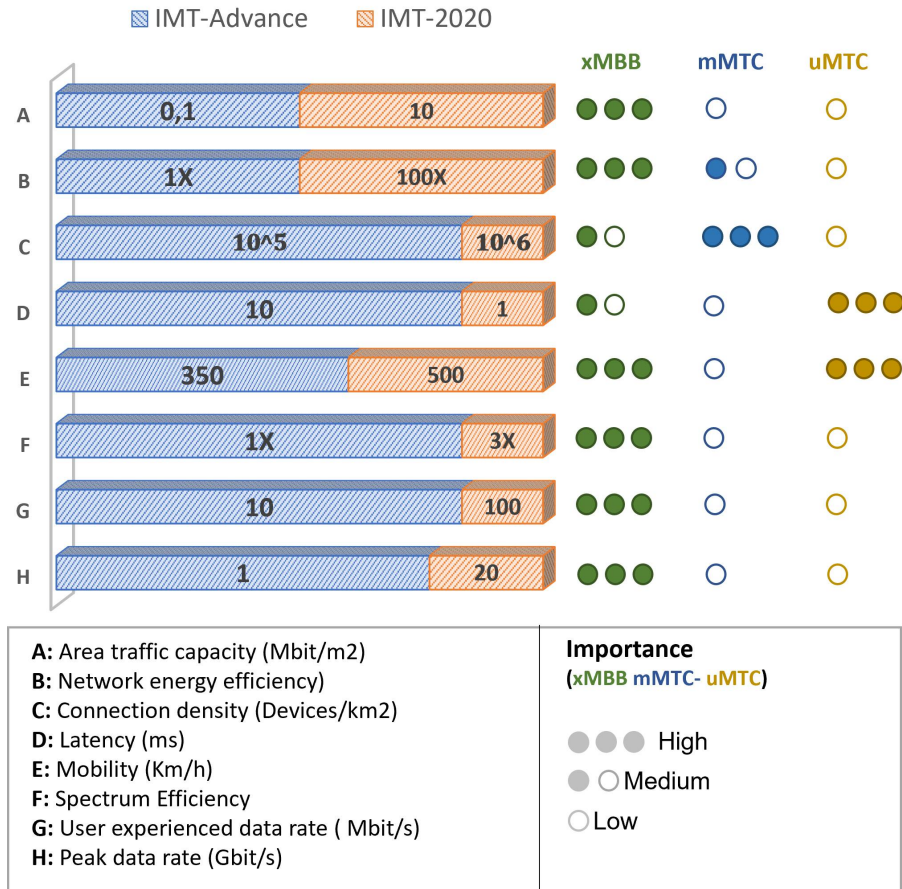 IMT-Advance IMT-2020
xMBB mMTC uMTC
A 0,1 10
B 1X 100X
C 10^5 10^6
D 10 1
E 350 500
F 1X 3X
G 10 100
H 1 20
A: Area traffic capacity (Mbit/m2)
B: Network energy efficiency)
C: Connection density (Devices/km2)
D: Latency (ms)
E: Mobility (Km/h)
F: Spectrum Efficiency
G: User experienced data rate ( Mbit/s)
H: Peak data rate (Gbit/s)
Importance
(xMBB mMTC- uMTC)
High
Medium
Low